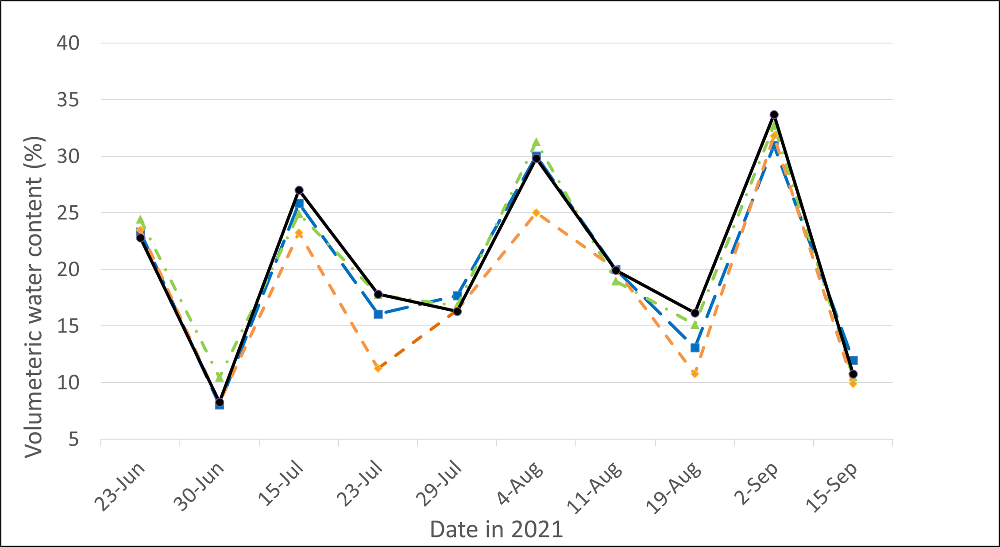 40
35
30
25
20
15
10
5
Volumeteric water content (%)
23-Jun
30-Jun
15-Jul
23-Jul
29-Jul
4-Aug
11-Aug
19-Aug
2-Sep
15-Sep
Date in 2021